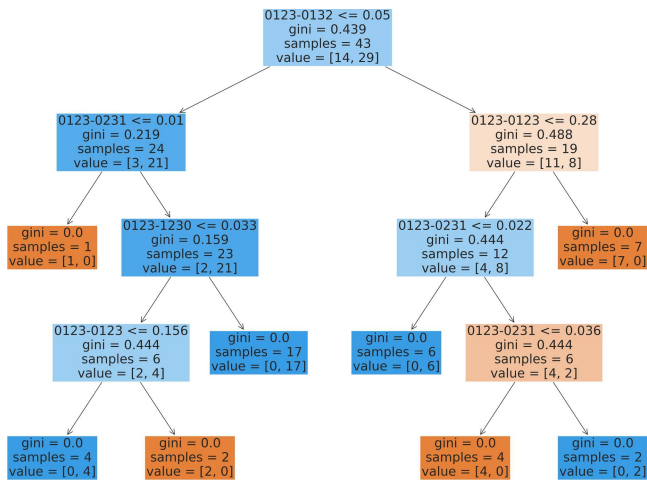 0123-0132 <= 0.05
gini = 0.439
samples = 43
value = [14, 29]
0123-0231 <= 0.01
gini = 0.219
samples = 24
value = [3, 21]
0123-0123 <= 0.28
gini = 0.488
samples = 19
value = [11, 8]
gini = 0.0
samples = 1
value = [1, 0]
0123-1230 <= 0.033
gini = 0.159
samples = 23
value = [2, 21]
0123-0231 <= 0.022
gini = 0.444
samples = 12
value = [4, 8]
gini = 0.0
samples = 7
value = [7, 0]
0123-0123 <= 0.156
gini = 0.444
samples = 6
value = [2, 4]
gini = 0.0
samples = 17
value = [0, 17]
gini = 0.0
samples = 6
value = [0, 6]
0123-0231 <= 0.036
gini = 0.444
samples = 6
value = [4, 2]
gini = 0.0
samples = 4
value = [0, 4]
gini = 0.0
samples = 2
value = [2, 0]
gini = 0.0
samples = 4
value = [4, 0]
gini = 0.0
samples = 2
value = [0, 2]